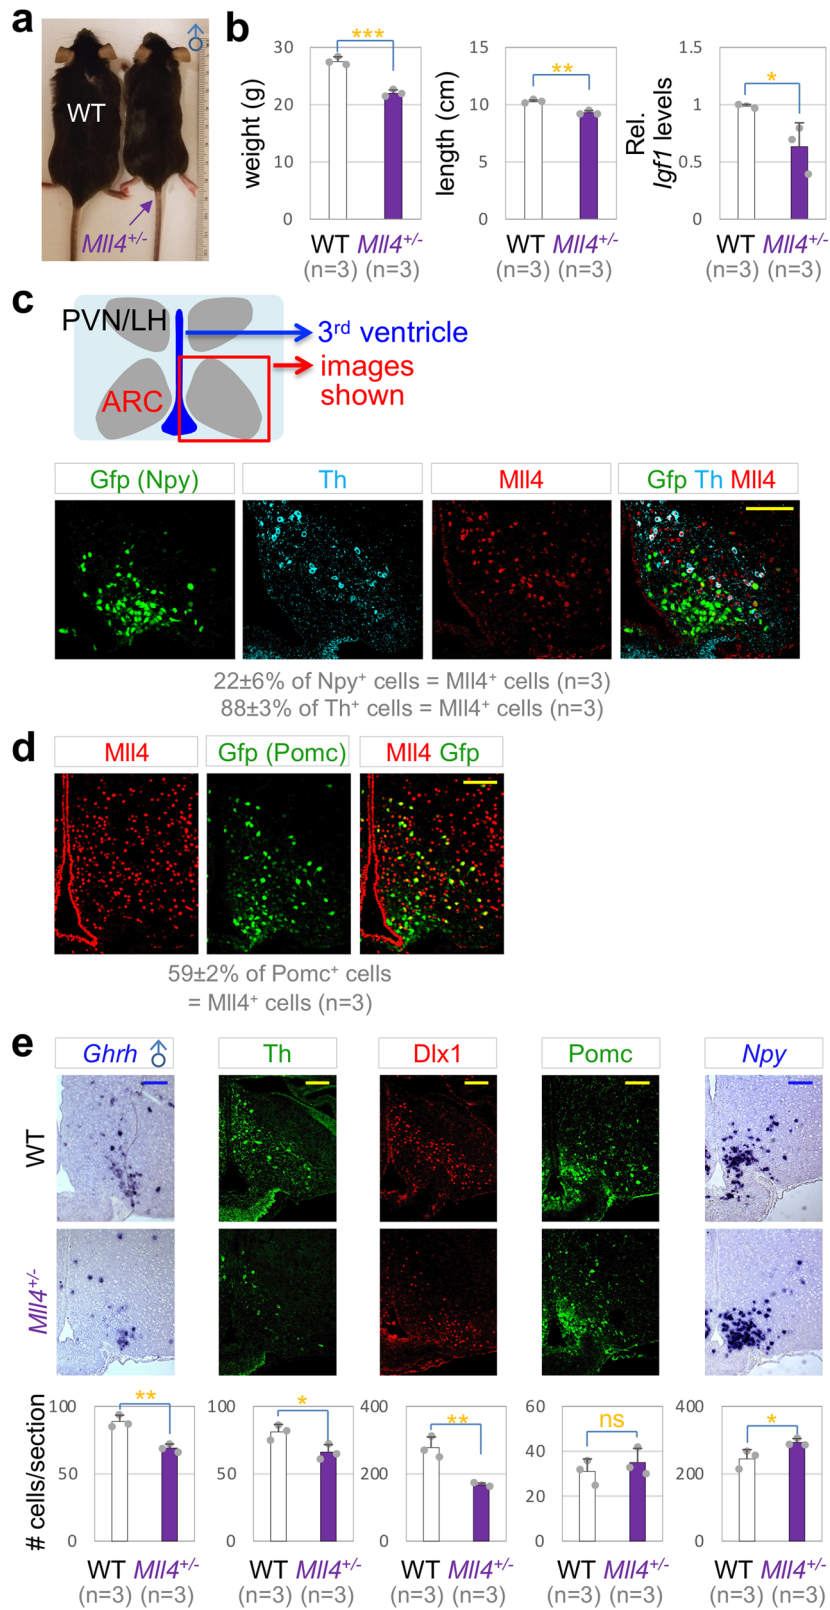 a
WT
♂
Mll4+/-
b
***
30
20
10
0
weight (g)
WT Mll4+/-
(n=3) (n=3)
**
15
10
5
0
length (cm)
WT Mll4+/-
(n=3) (n=3)
*
1.5
1
0.5
0
Rel.
Igf1 levels
WT Mll4+/-
(n=3) (n=3)
c
PVN/LH
3rd ventricle
images
shown
ARC
Gfp (Npy)
Th
Mll4
Gfp Th Mll4
22±6% of Npy+ cells = Mll4+ cells (n=3)
88±3% of Th+ cells = Mll4+ cells (n=3)
d
Mll4
Gfp (Pomc)
Mll4 Gfp
59±2% of Pomc+ cells
= Mll4+ cells (n=3)
e
Ghrh ♂
Th
Dlx1
Pomc
Npy
WT
Mll4+/-
# cells/section
100
50
0
**
WT Mll4+/-
(n=3) (n=3)
100
50
0
*
WT Mll4+/-
(n=3) (n=3)
400
200
0
**
WT Mll4+/-
(n=3) (n=3)
60
40
20
0
ns
WT Mll4+/-
(n=3) (n=3)
400
200
0
*
WT Mll4+/-
(n=3) (n=3)